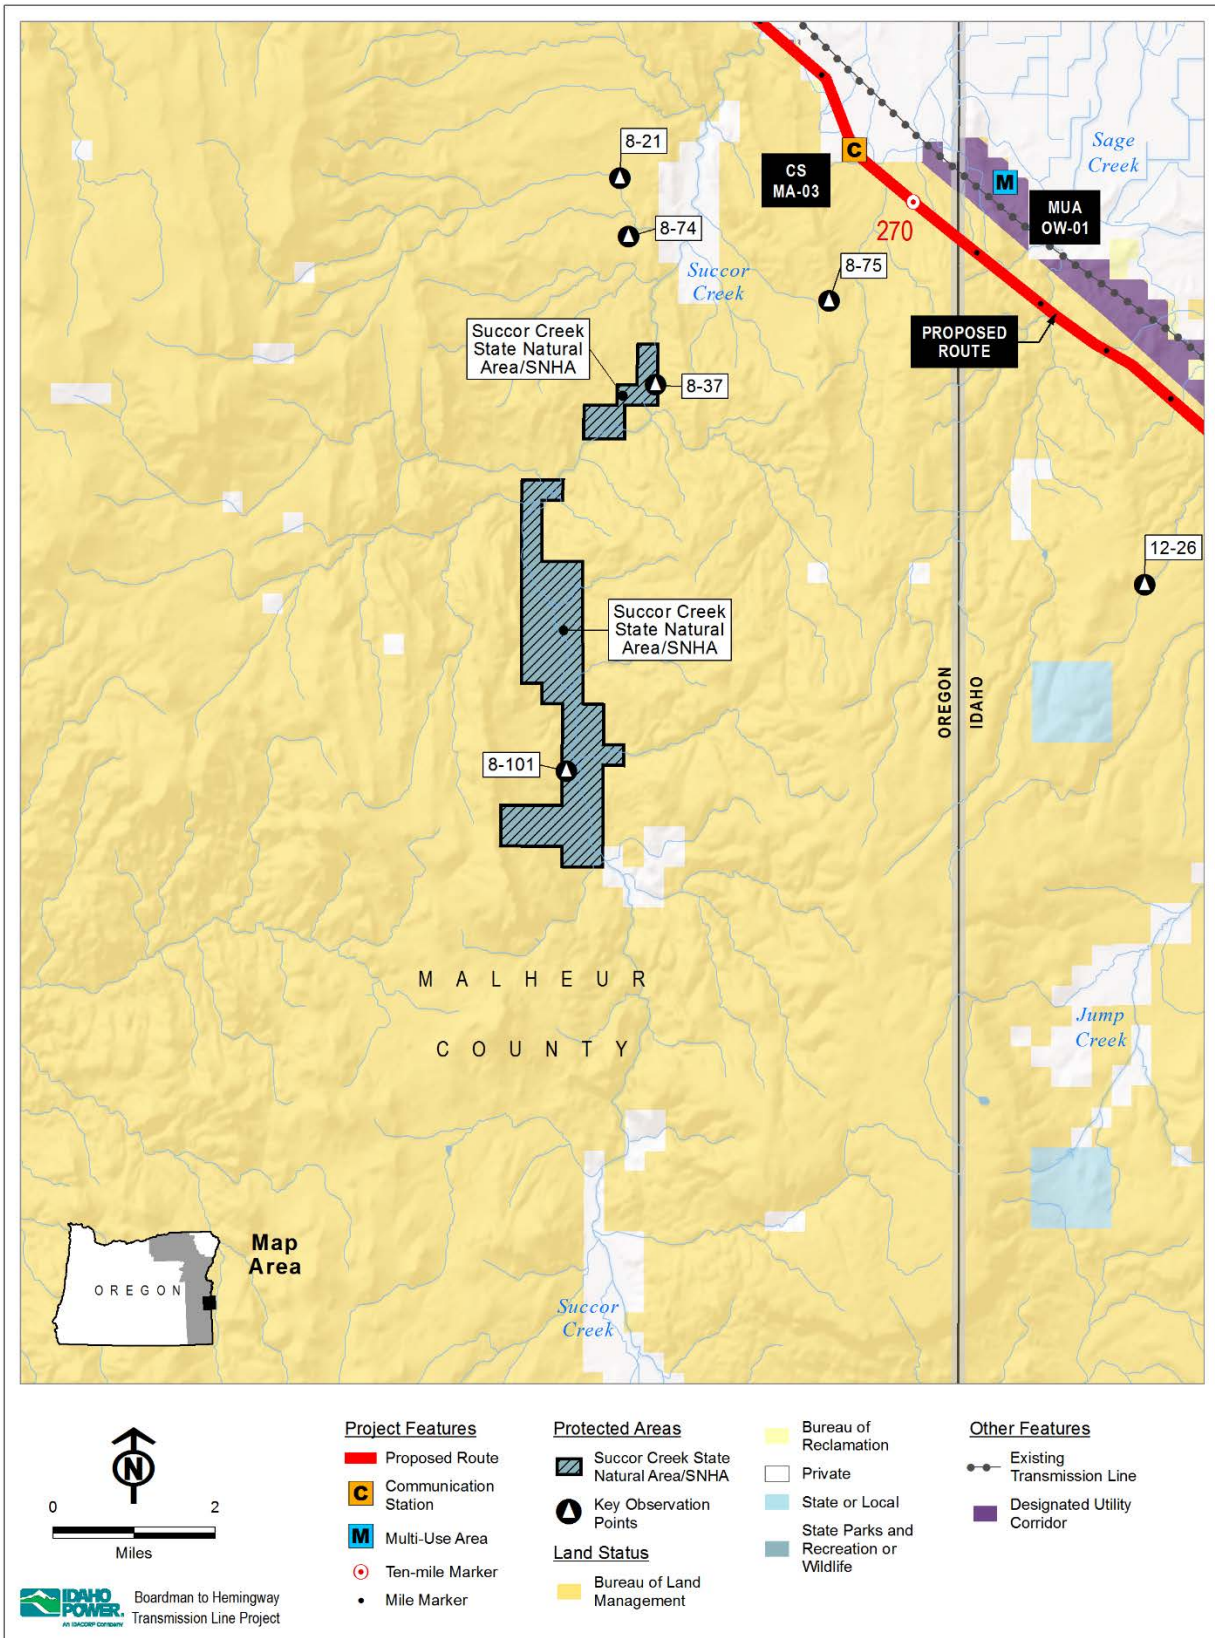 8-21
C
CS
MA-03
Sage
Creek
M
MUA
OW-01
8-74
270
Succor
Creek
8-75
PROPOSED
ROUTE
Succor Creek
State Natural
Area/SNHA
8-37
12-26
Succor Creek
State Natural
Area/SNHA
OREGON
IDAHO
8-101
MALHEUR
COUNTY
Jump
Creek
Map
Area
OREGON
Succor
Creek
N
0 2
Miles
IDAHO
POWER.
An IDACORP Company
Boardman to Hemingway
Transmission Line Project
Project Features
Proposed Route
C
Communication
Station
M
Multi-Use Area
Ten-mile Marker
Mile Marker
Protected Areas
Succor Creek State
Natural Area/SNHA
Key Observation
Points
Land Status
Bureau of Land
Management
Bureau of
Reclamation
Private
State or Local
State Parks and
Recreation or
Wildlife
Other Features
Existing
Transmission Line
Designated Utility
Corridor